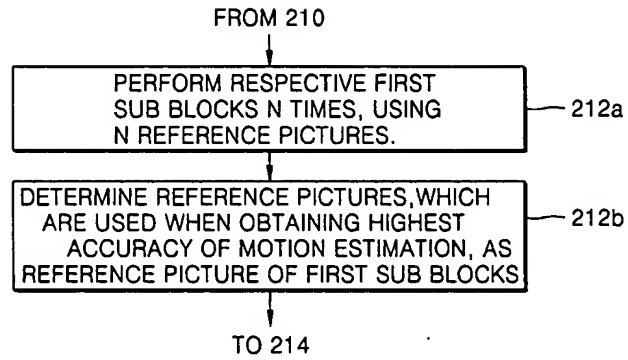 FROM 210
PERFORM RESPECTIVE FIRST
SUB BLOCKS N TIMES, USING
N REFERENCE PICTURES.
212a
DETERMINE REFERENCE PICTURES,WHICH
ARE USED WHEN OBTAINING HIGHEST
ACCURACY OF MOTION ESTIMATION, AS
REFERENCE PICTURE OF FIRST SUB BLOCKS
212b
TO 214